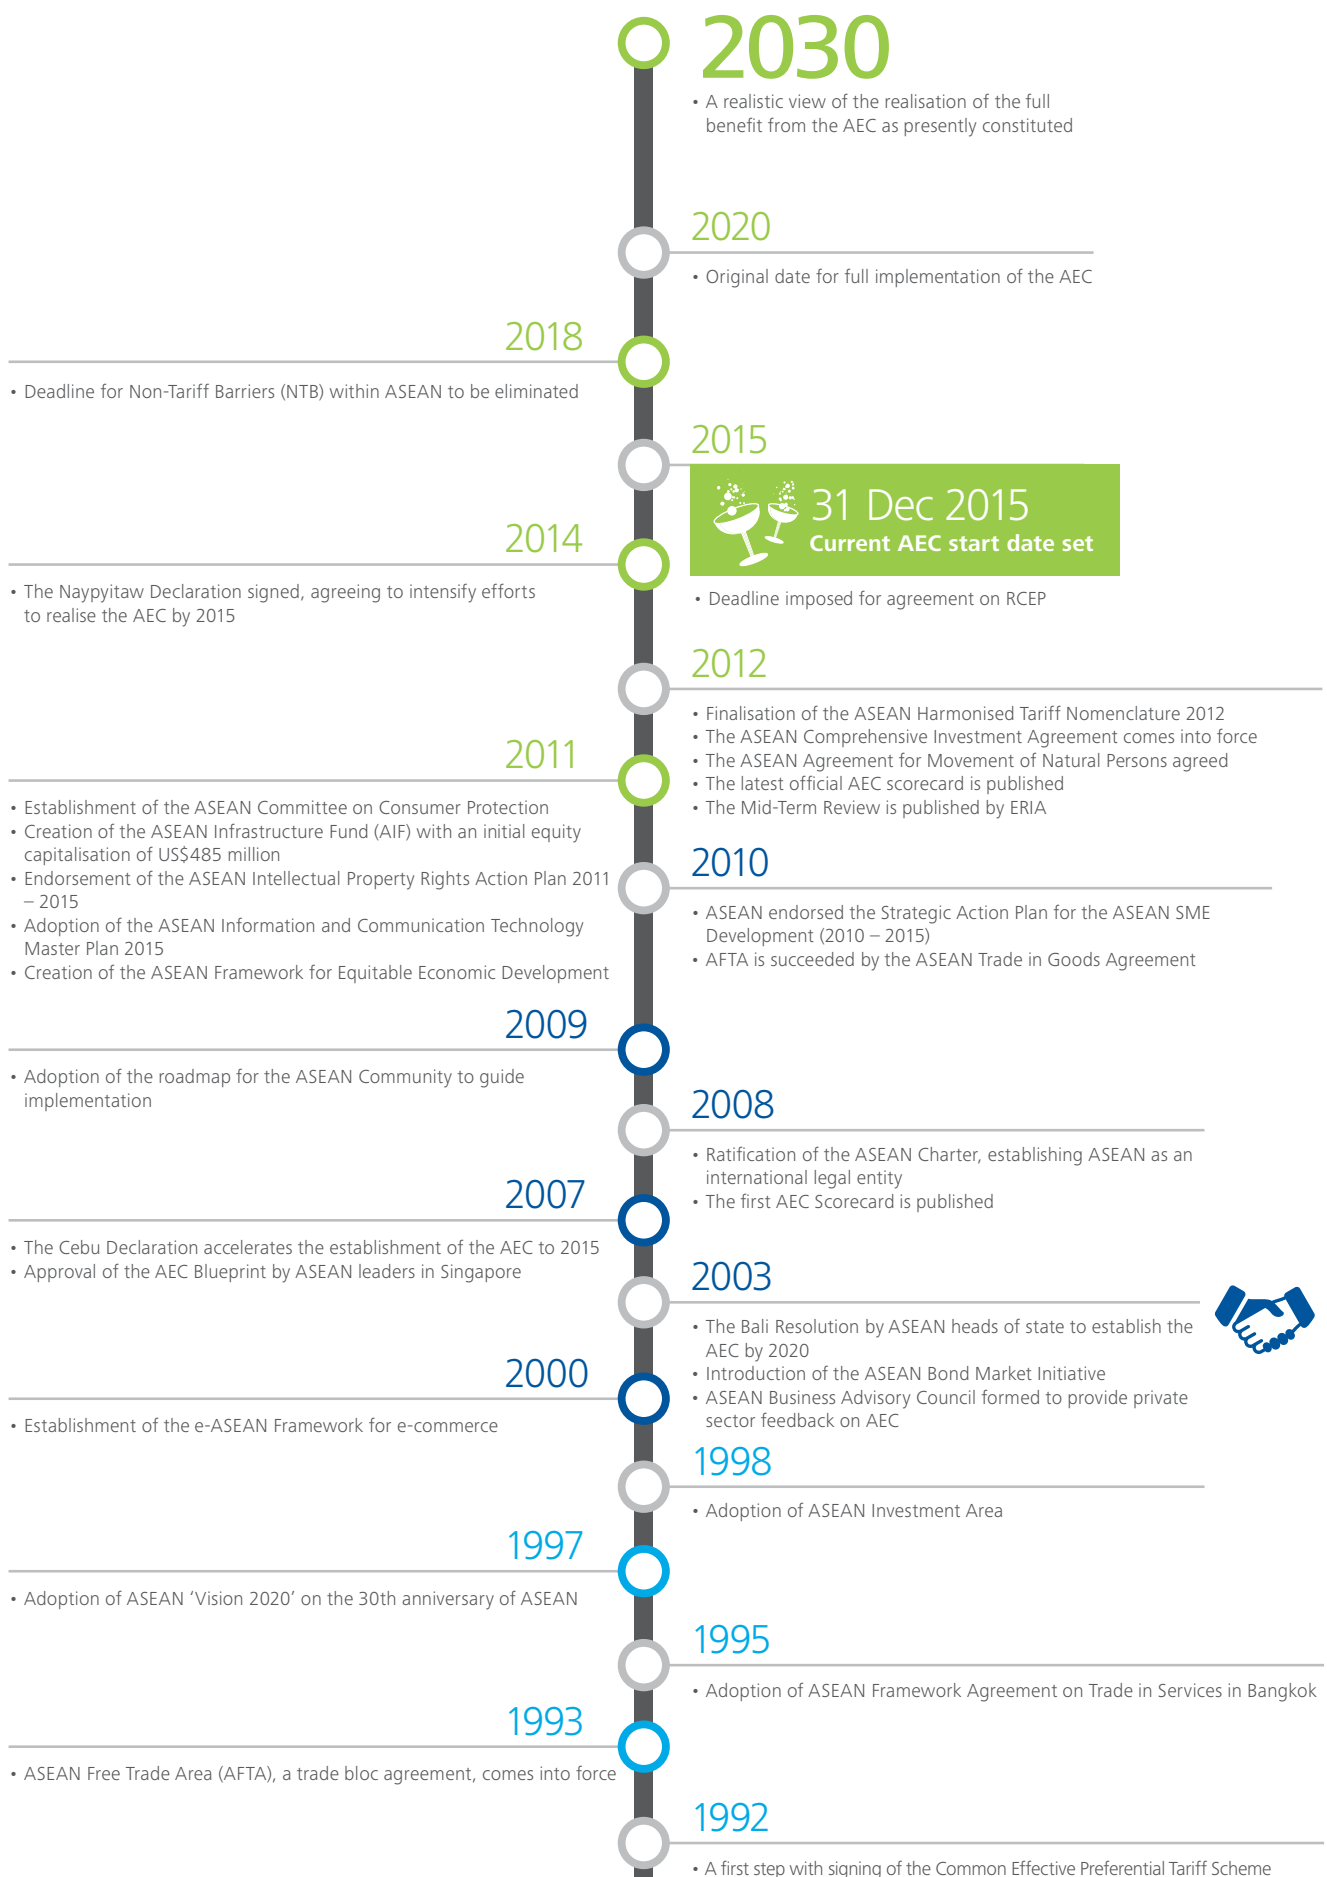 2030
• A realistic view of the realisation of the full
benefit from the AEC as presently constituted
2020
• Original date for full implementation of the AEC
2018
• Deadline for Non-Tariff Barriers (NTB) within ASEAN to be eliminated
2015
31 Dec 2015
Current AEC start date set
• Deadline imposed for agreement on RCEP
2014
• The Naypyitaw Declaration signed, agreeing to intensify efforts
to realise the AEC by 2015
2012
• Finalisation of the ASEAN Harmonised Tariff Nomenclature 2012
• The ASEAN Comprehensive Investment Agreement comes into force
• The ASEAN Agreement for Movement of Natural Persons agreed
• The latest official AEC scorecard is published
• The Mid-Term Review is published by ERIA
2011
• Establishment of the ASEAN Committee on Consumer Protection
• Creation of the ASEAN Infrastructure Fund (AIF) with an initial equity
capitalisation of US$485 million
• Endorsement of the ASEAN Intellectual Property Rights Action Plan 2011
– 2015
• Adoption of the ASEAN Information and Communication Technology
Master Plan 2015
• Creation of the ASEAN Framework for Equitable Economic Development
2010
• ASEAN endorsed the Strategic Action Plan for the ASEAN SME
Development (2010 – 2015)
• AFTA is succeeded by the ASEAN Trade in Goods Agreement
2009
• Adoption of the roadmap for the ASEAN Community to guide
implementation
2008
• Ratification of the ASEAN Charter, establishing ASEAN as an
international legal entity
• The first AEC Scorecard is published
2007
• The Cebu Declaration accelerates the establishment of the AEC to 2015
• Approval of the AEC Blueprint by ASEAN leaders in Singapore
2003
• The Bali Resolution by ASEAN heads of state to establish the
AEC by 2020
• Introduction of the ASEAN Bond Market Initiative
• ASEAN Business Advisory Council formed to provide private
sector feedback on AEC
2000
• Establishment of the e-ASEAN Framework for e-commerce
1998
• Adoption of ASEAN Investment Area
1997
• Adoption of ASEAN ‘Vision 2020’ on the 30th anniversary of ASEAN
1995
• Adoption of ASEAN Framework Agreement on Trade in Services in Bangkok
1993
• ASEAN Free Trade Area (AFTA), a trade bloc agreement, comes into force
1992
• A first step with signing of the Common Effective Preferential Tariff Scheme